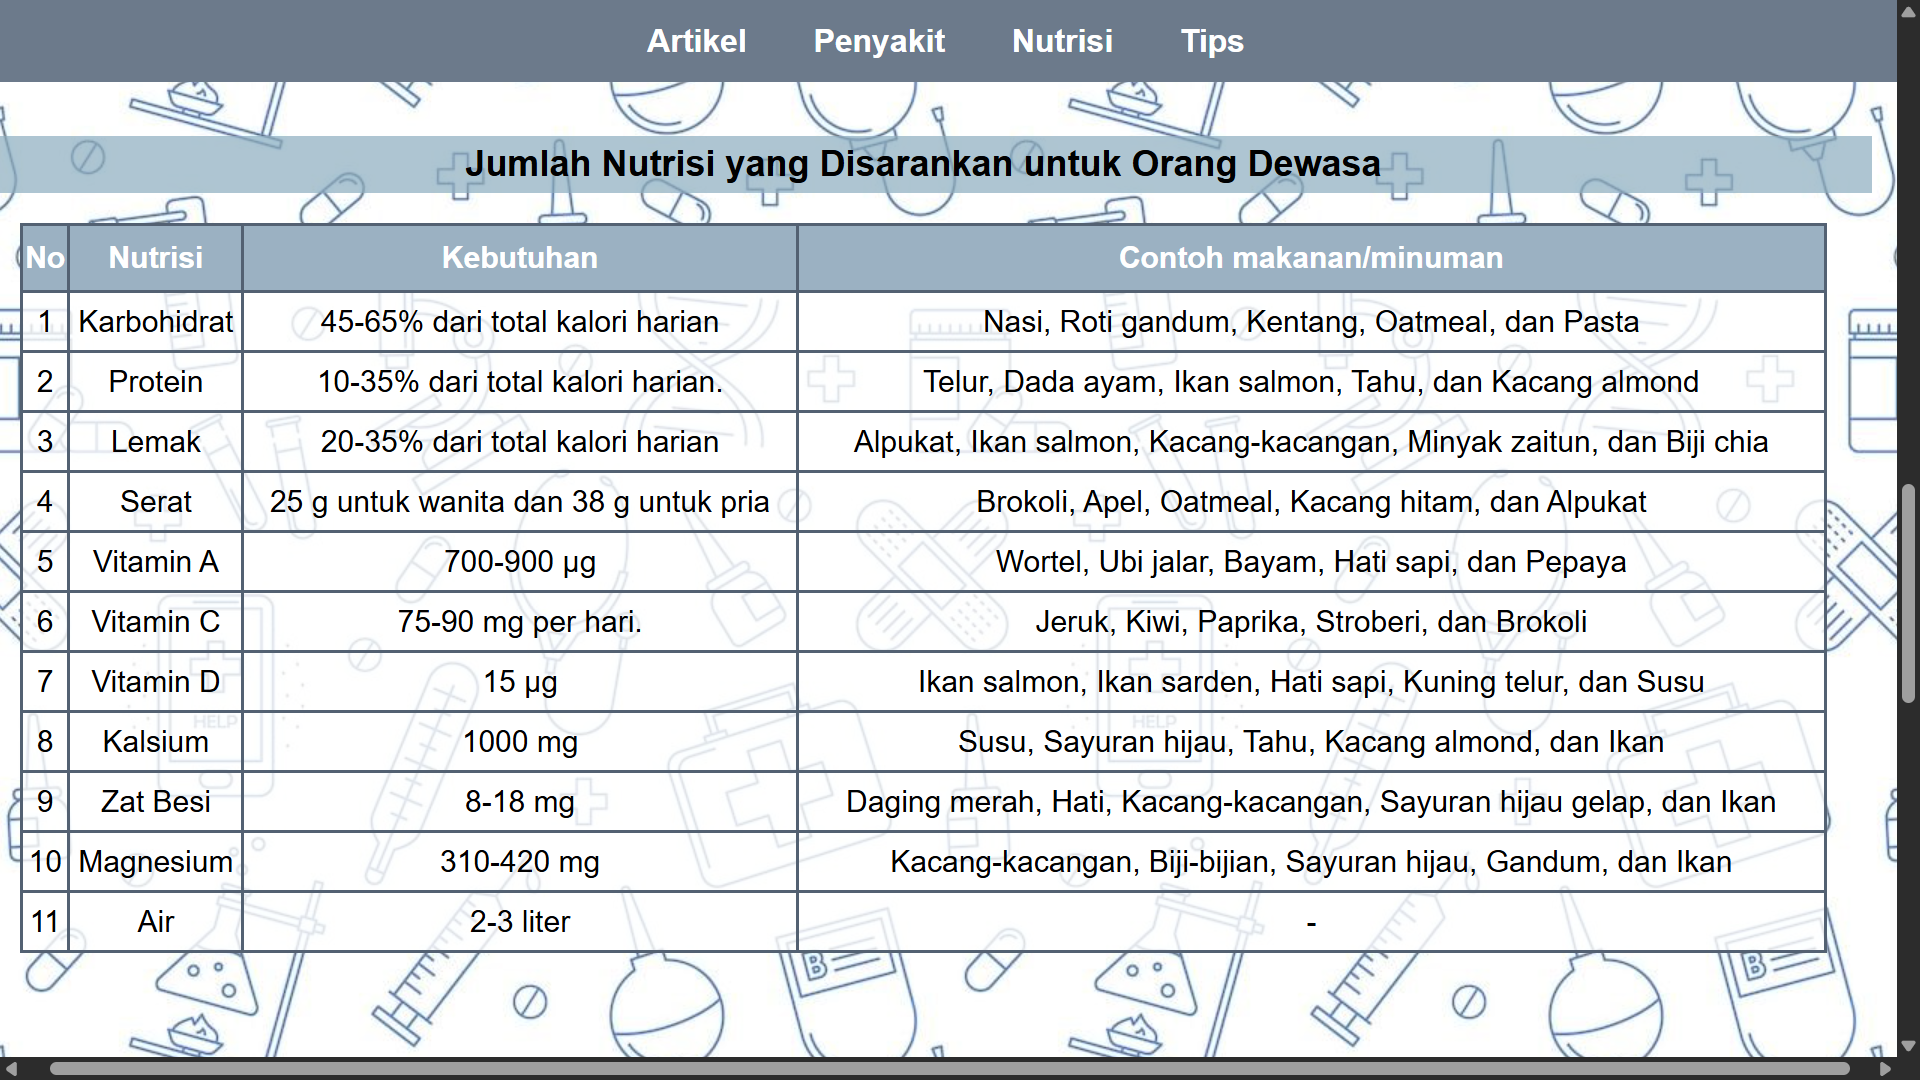 Artikel Penyakit Nutrisi Tips
Jumlah Nutrisi yang Disarankan untuk Orang Dewasa
No Nutrisi Kebutuhan Contoh makanan/minuman
1 Karbohidrat 45-65% dari total kalori harian Nasi, Roti gandum, Kentang, Oatmeal, dan Pasta
2 Protein 10-35% dari total kalori harian. Telur, Dada ayam, Ikan salmon, Tahu, dan Kacang almond
3 Lemak 20-35% dari total kalori harian Alpukat, Ikan salmon, Kacang-kacangan, Minyak zaitun, dan Biji chia
4 Serat 25 g untuk wanita dan 38 g untuk pria Brokoli, Apel, Oatmeal, Kacang hitam, dan Alpukat
5 Vitamin A 700-900 µg Wortel, Ubi jalar, Bayam, Hati sapi, dan Pepaya
6 Vitamin C 75-90 mg per hari. Jeruk, Kiwi, Paprika, Stroberi, dan Brokoli
7 Vitamin D 15 µg Ikan salmon, Ikan sarden, Hati sapi, Kuning telur, dan Susu
HELP HELP
8 Kalsium 1000 mg Susu, Sayuran hijau, Tahu, Kacang almond, dan Ikan
9 Zat Besi 8-18 mg Daging merah, Hati, Kacang-kacangan, Sayuran hijau gelap, dan Ikan
10 Magnesium 310-420 mg Kacang-kacangan, Biji-bijian, Sayuran hijau, Gandum, dan Ikan
11 Air 2-3 liter -
B B